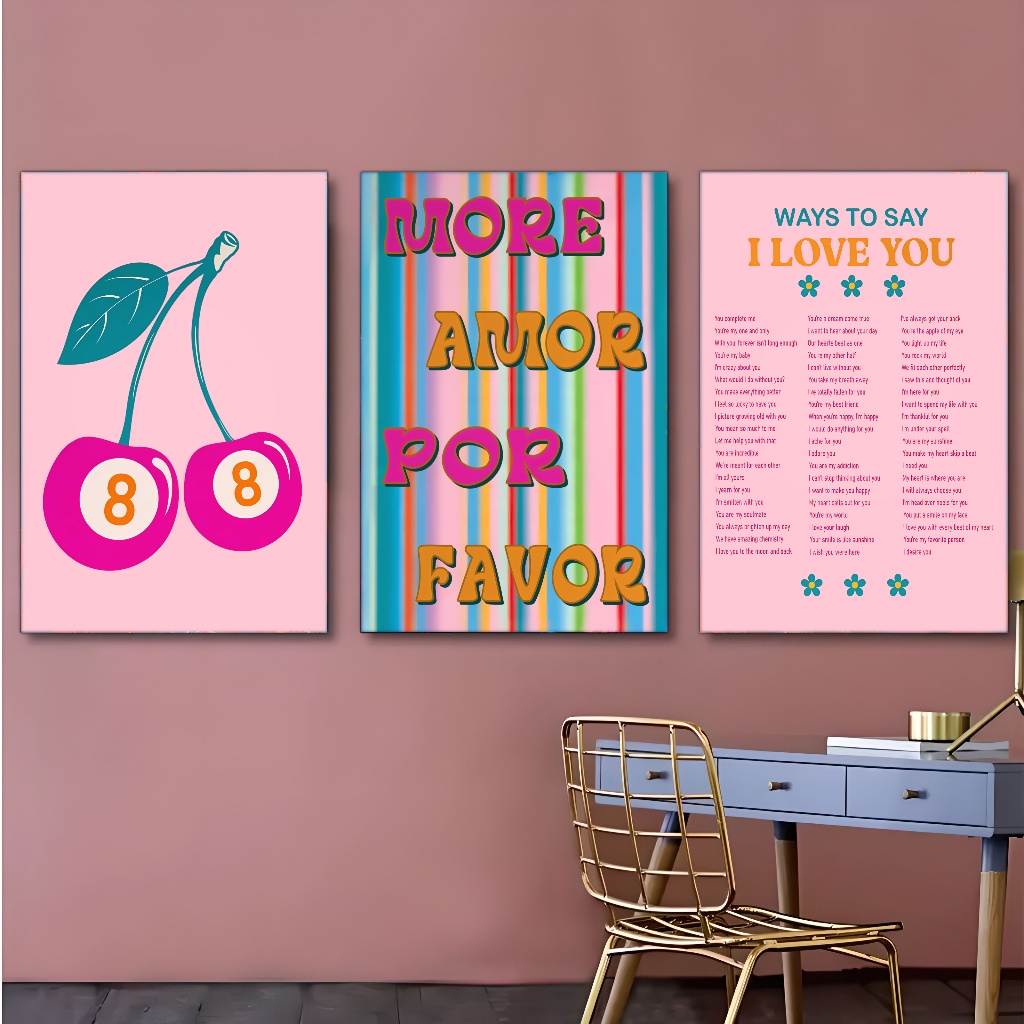 8
8
MORE
AMOR
POR
FAVOR
WAYS TO SAY
I LOVE YOU
You complete me
You're my one and only
With you forever isn't long enough
You're my baby
I'm crazy about you
What would I do without you?
You make everything better
I feel so lucky to have you
I picture growing old with you
You mean so much to me
Let me help you with that
You are incredible
We're meant for each other
I'm all yours
I yearn for you
I'm smitten with you
You are my soulmate
You always brighten up my day
We have amazing chemistry
I love you to the moon and back
You're a dream come true
I want to hear about your day
Our hearts beat as one
You're my other half
I can't live without you
You take my breath away
I've totally fallen for you
You're my best friend
When you're happy, I'm happy
I would do anything for you
I ache for you
I adore you
You are my addiction
I can't stop thinking about you
I want to make you happy
My heart calls out for you
You're my world
I love your laugh
Your smile is like sunshine
I wish you were here
I've always got your back
You're the apple of my eye
You light up my life
You rock my world
We fit each other perfectly
I saw this and thought of you
I'm here for you
I want to spend my life with you
I'm thankful for you
I'm under your spell
You are my sunshine
You make my heart skip a beat
I need you
My heart is where you are
I will always choose you
I'm head over heels for you
You put a smile on my face
I love you with every beat of my heart
You're my favorite person
I desire you